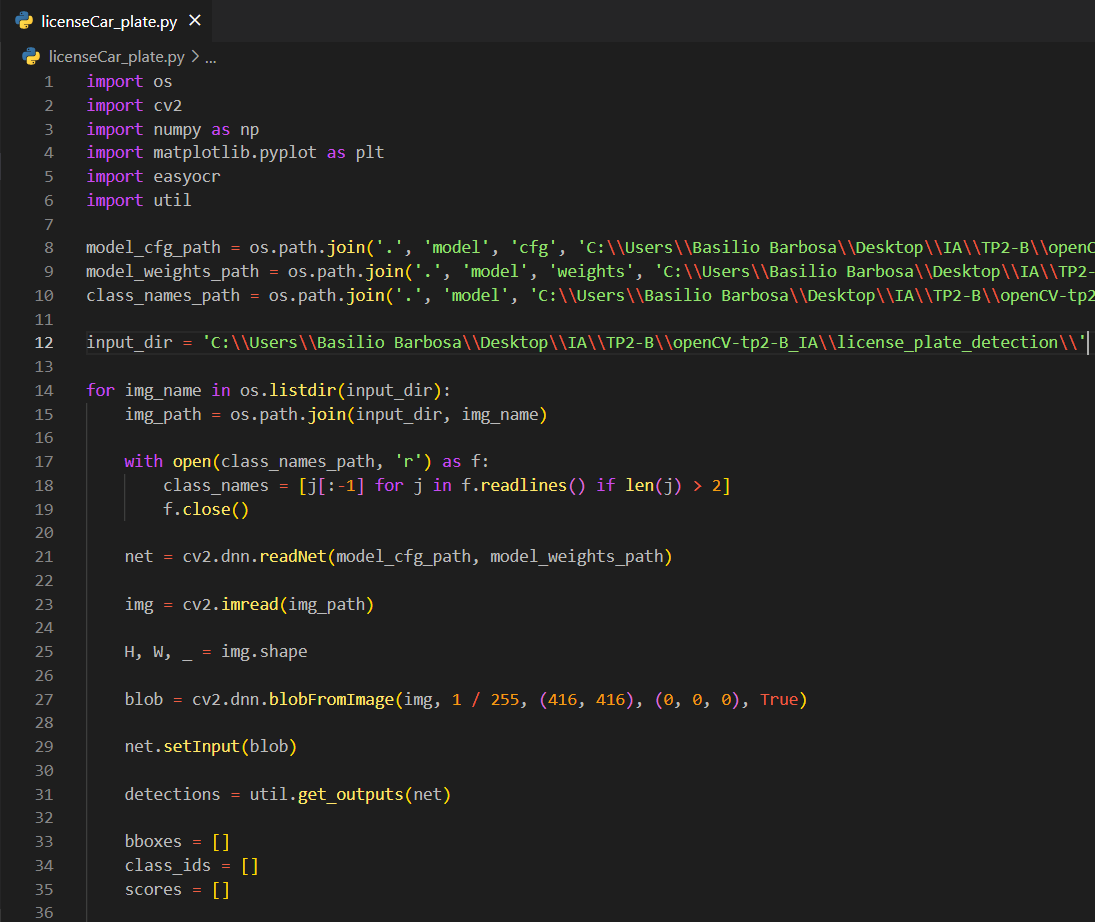 licenseCar_plate.py ×
licenseCar_plate.py > ...
1 import os
2 import cv2
3 import numpy as np
4 import matplotlib.pyplot as plt
5 import easyocr
6 import util
7
8 model_cfg_path = os.path.join('.', 'model', 'cfg', 'C:\\Users\\Basilio Barbosa\\Desktop\\IA\\TP2-B\\openC
9 model_weights_path = os.path.join('.', 'model', 'weights', 'C:\\Users\\Basilio Barbosa\\Desktop\\IA\\TP2-
10 class_names_path = os.path.join('.', 'model', 'C:\\Users\\Basilio Barbosa\\Desktop\\IA\\TP2-B\\openCV-tp2
11
12 input_dir = 'C:\\Users\\Basilio Barbosa\\Desktop\\IA\\TP2-B\\openCV-tp2-B_IA\\license_plate_detection\\'
13
14 for img_name in os.listdir(input_dir):
15     img_path = os.path.join(input_dir, img_name)
16
17     with open(class_names_path, 'r') as f:
18         class_names = [j[:-1] for j in f.readlines() if len(j) > 2]
19         f.close()
20
21     net = cv2.dnn.readNet(model_cfg_path, model_weights_path)
22
23     img = cv2.imread(img_path)
24
25     H, W, _ = img.shape
26
27     blob = cv2.dnn.blobFromImage(img, 1 / 255, (416, 416), (0, 0, 0), True)
28
29     net.setInput(blob)
30
31     detections = util.get_outputs(net)
32
33     bboxes = []
34     class_ids = []
35     scores = []
36